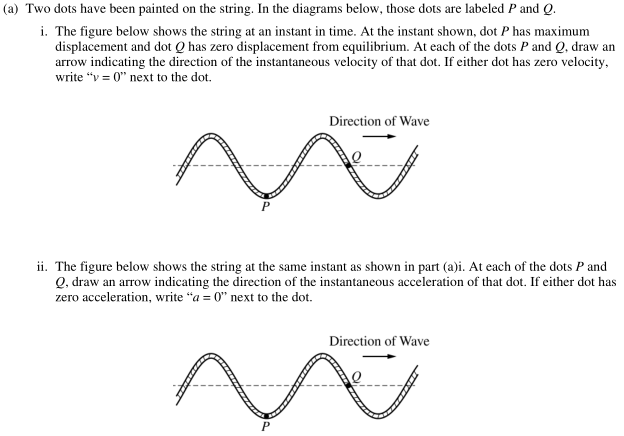 (a) Two dots have been painted on the string. In the diagrams below, those dots are labeled P and Q.
i. The figure below shows the string at an instant in time. At the instant shown, dot P has maximum
displacement and dot Q has zero displacement from equilibrium. At each of the dots P and Q, draw an
arrow indicating the direction of the instantaneous velocity of that dot. If either dot has zero velocity,
write “v = 0” next to the dot.
Direction of Wave
Q
P
ii. The figure below shows the string at the same instant as shown in part (a)i. At each of the dots P and
Q, draw an arrow indicating the direction of the instantaneous acceleration of that dot. If either dot has
zero acceleration, write “a = 0” next to the dot.
Direction of Wave
Q
P